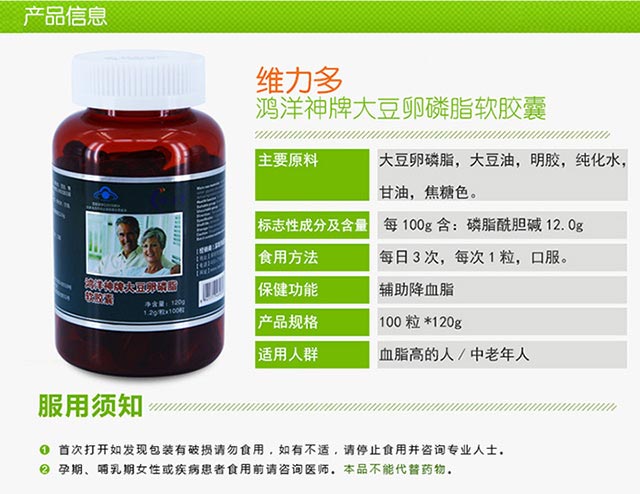 产品信息
维力多
鸿洋神牌大豆卵磷脂软胶囊
主要原料
大豆卵磷脂，大豆油，明胶，纯化水，
甘油，焦糖色。
标志性成分及含量
每100g含：磷脂酰胆碱12.0g
食用方法
每日3次，每次1粒，口服。
保健功能
辅助降血脂
产品规格
100粒*120g
适用人群
血脂高的人/中老年人
鸿洋神牌大豆卵磷脂
软胶囊
净含量：120g
1.2g/粒x100粒
服用须知
1 首次打开如发现包装有破损请勿食用，如有不适，请停止食用并咨询专业人士。
2 孕期、哺乳期女性或疾病患者食用前请咨询医师。本品不能代替药物。